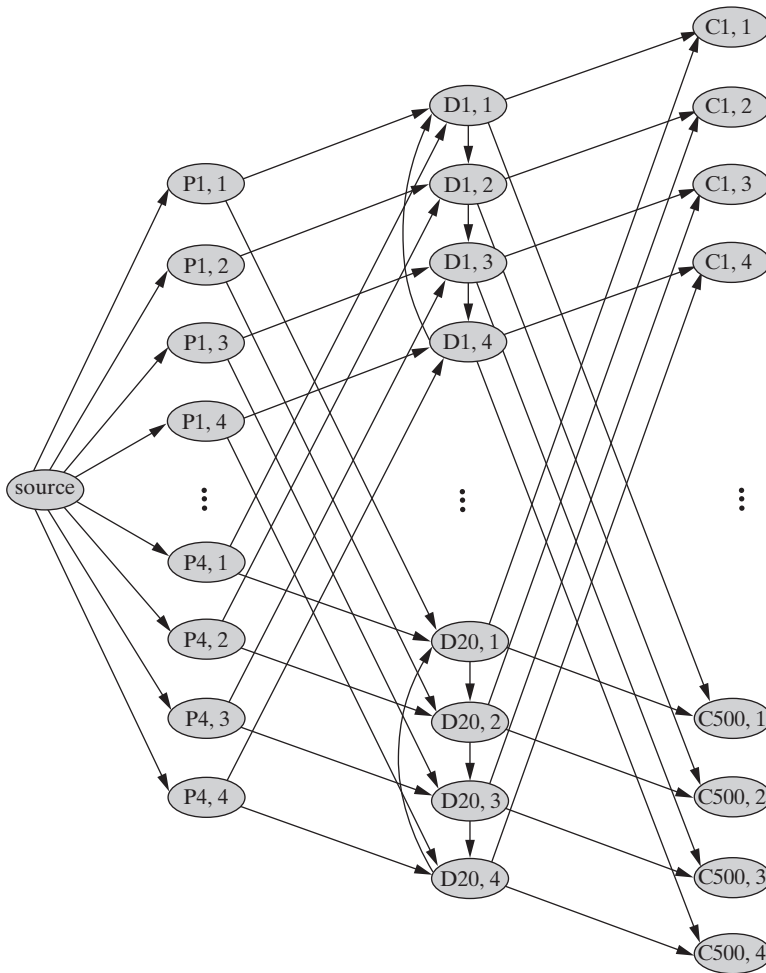 source
P1, 1
P1, 2
P1, 3
P1, 4
P4, 1
P4, 2
P4, 3
P4, 4
D1, 1
D1, 2
D1, 3
D1, 4
D20, 1
D20, 2
D20, 3
D20, 4
C1, 1
C1, 2
C1, 3
C1, 4
C500, 1
C500, 2
C500, 3
C500, 4